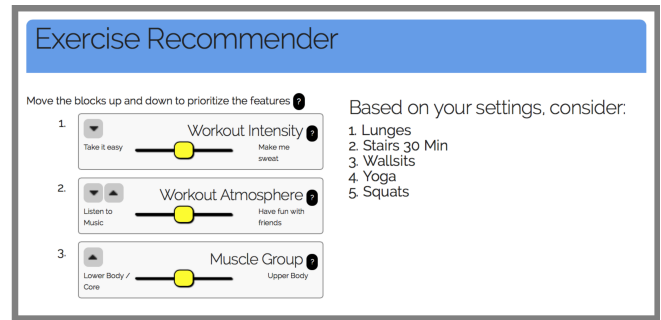 Exercise Recommender
Move the blocks up and down to prioritize the features ?
1.
Workout Intensity ?
Take it easy
Make me
sweat
2.
Workout Atmosphere ?
Listen to
Music
Have fun with
friends
3.
Muscle Group ?
Lower Body /
Core
Upper Body
Based on your settings, consider:
1. Lunges
2. Stairs 30 Min
3. Wallsits
4. Yoga
5. Squats